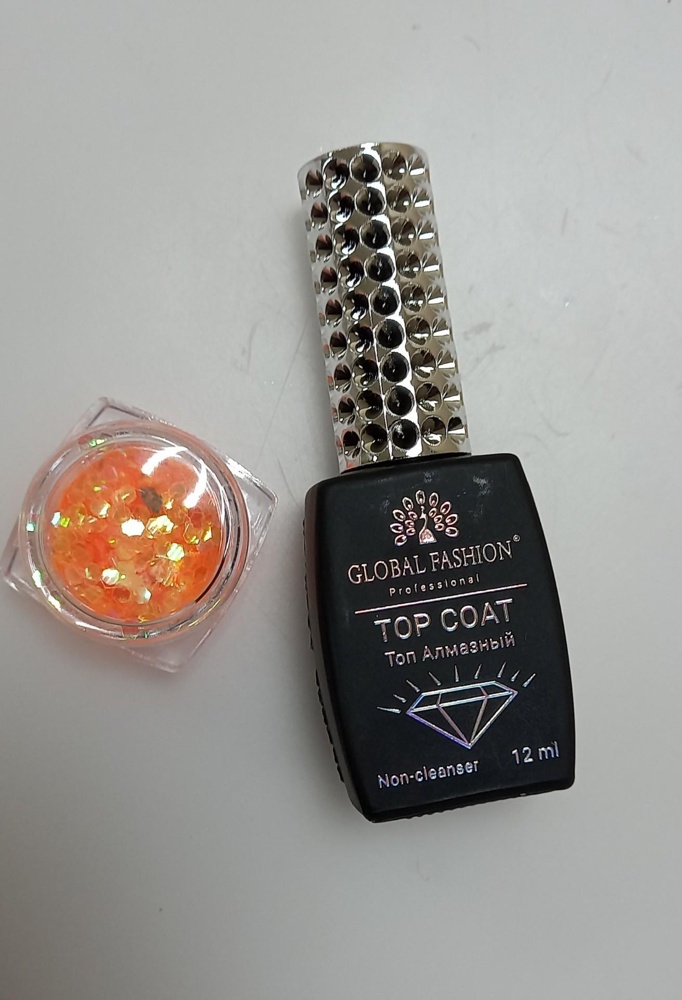 GLOBAL FASHION®
Professional
TOP COAT
Топ Алмазный
Non-cleanser 12 ml